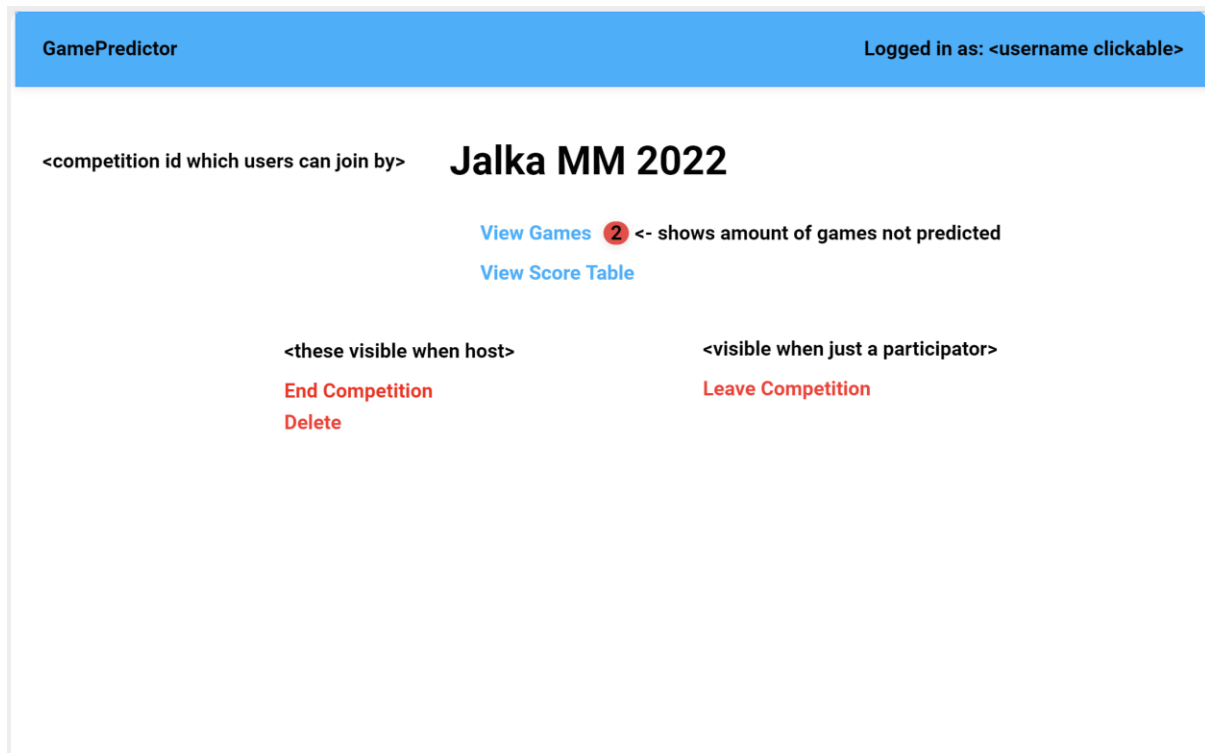 GamePredictor
Logged in as: <username clickable>
<competition id which users can join by>
Jalka MM 2022
View Games 2 <- shows amount of games not predicted
View Score Table
<these visible when host>
<visible when just a participator>
End Competition
Leave Competition
Delete